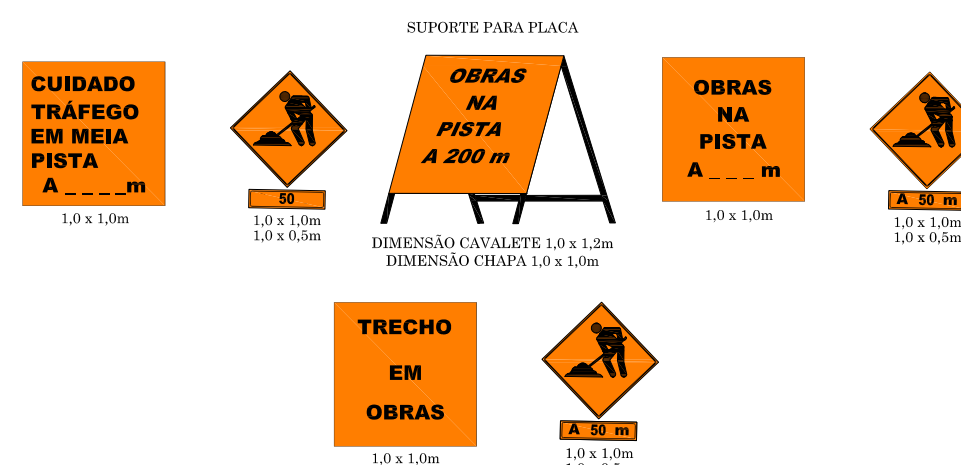 SUPORTE PARA PLACA
CUIDADO
TRÁFEGO
EM MEIA
PISTA
A _ _ _ _m
1,0 x 1,0m
50
1,0 x 1,0m
1,0 x 0,5m
OBRAS
NA
PISTA
A 200 m
DIMENSÃO CAVALETE 1,0 x 1,2m
DIMENSÃO CHAPA 1,0 x 1,0m
OBRAS
NA
PISTA
A _ _ _ m
1,0 x 1,0m
A 50 m
1,0 x 1,0m
1,0 x 0,5m
TRECHO
EM
OBRAS
1,0 x 1,0m
A 50 m
1,0 x 1,0m